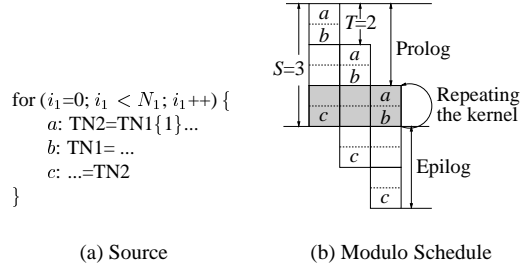 for (i₁=0; i₁ < N₁; i₁++) {
a: TN2=TN1{1}...
b: TN1= ...
c: ...=TN2
}
(a) Source
a
b
T=2
a
b
Prolog
S=3
a
c
b
Repeating
the kernel
c
Epilog
c
(b) Modulo Schedule